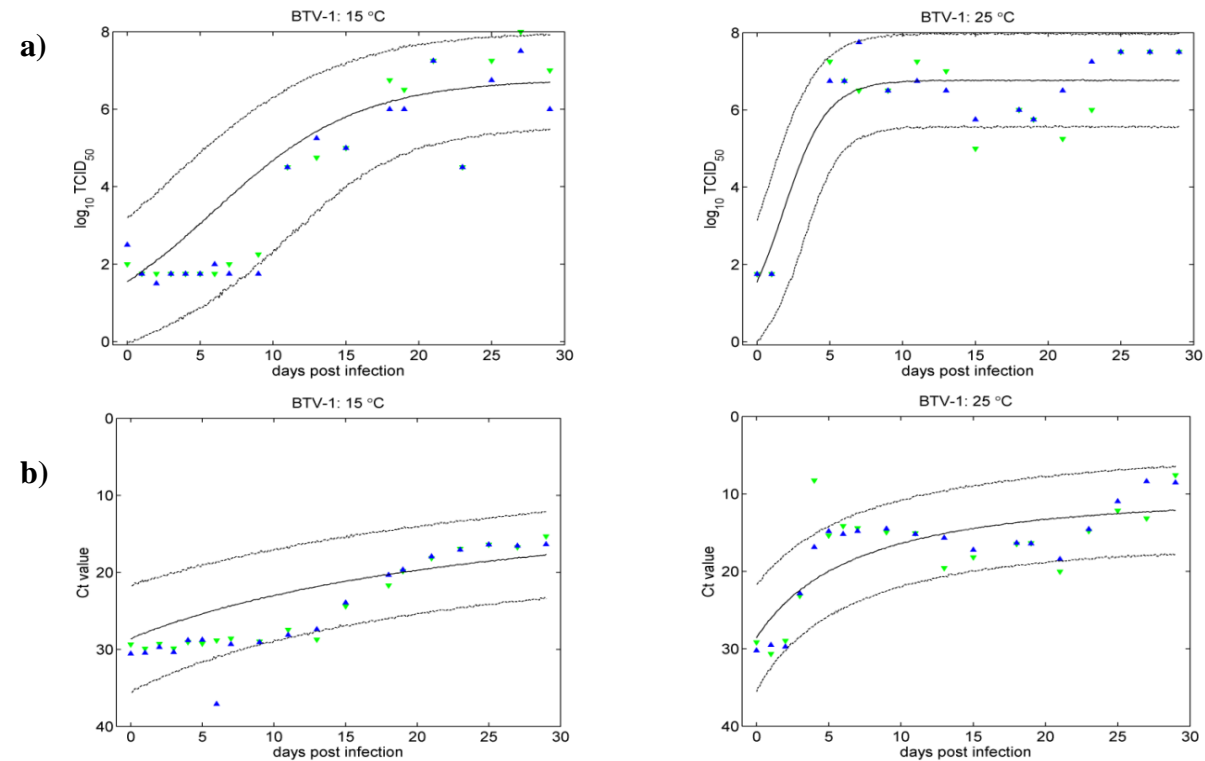 a)
BTV-1: 15 °C
8
6
4
2
0
log10 TCID50
0 5 10 15 20 25 30
days post infection
BTV-1: 25 °C
8
6
4
2
0
log10 TCID50
0 5 10 15 20 25 30
days post infection
b)
BTV-1: 15 °C
0
10
20
30
40
Ct value
0 5 10 15 20 25 30
days post infection
BTV-1: 25 °C
0
10
20
30
40
Ct value
0 5 10 15 20 25 30
days post infection